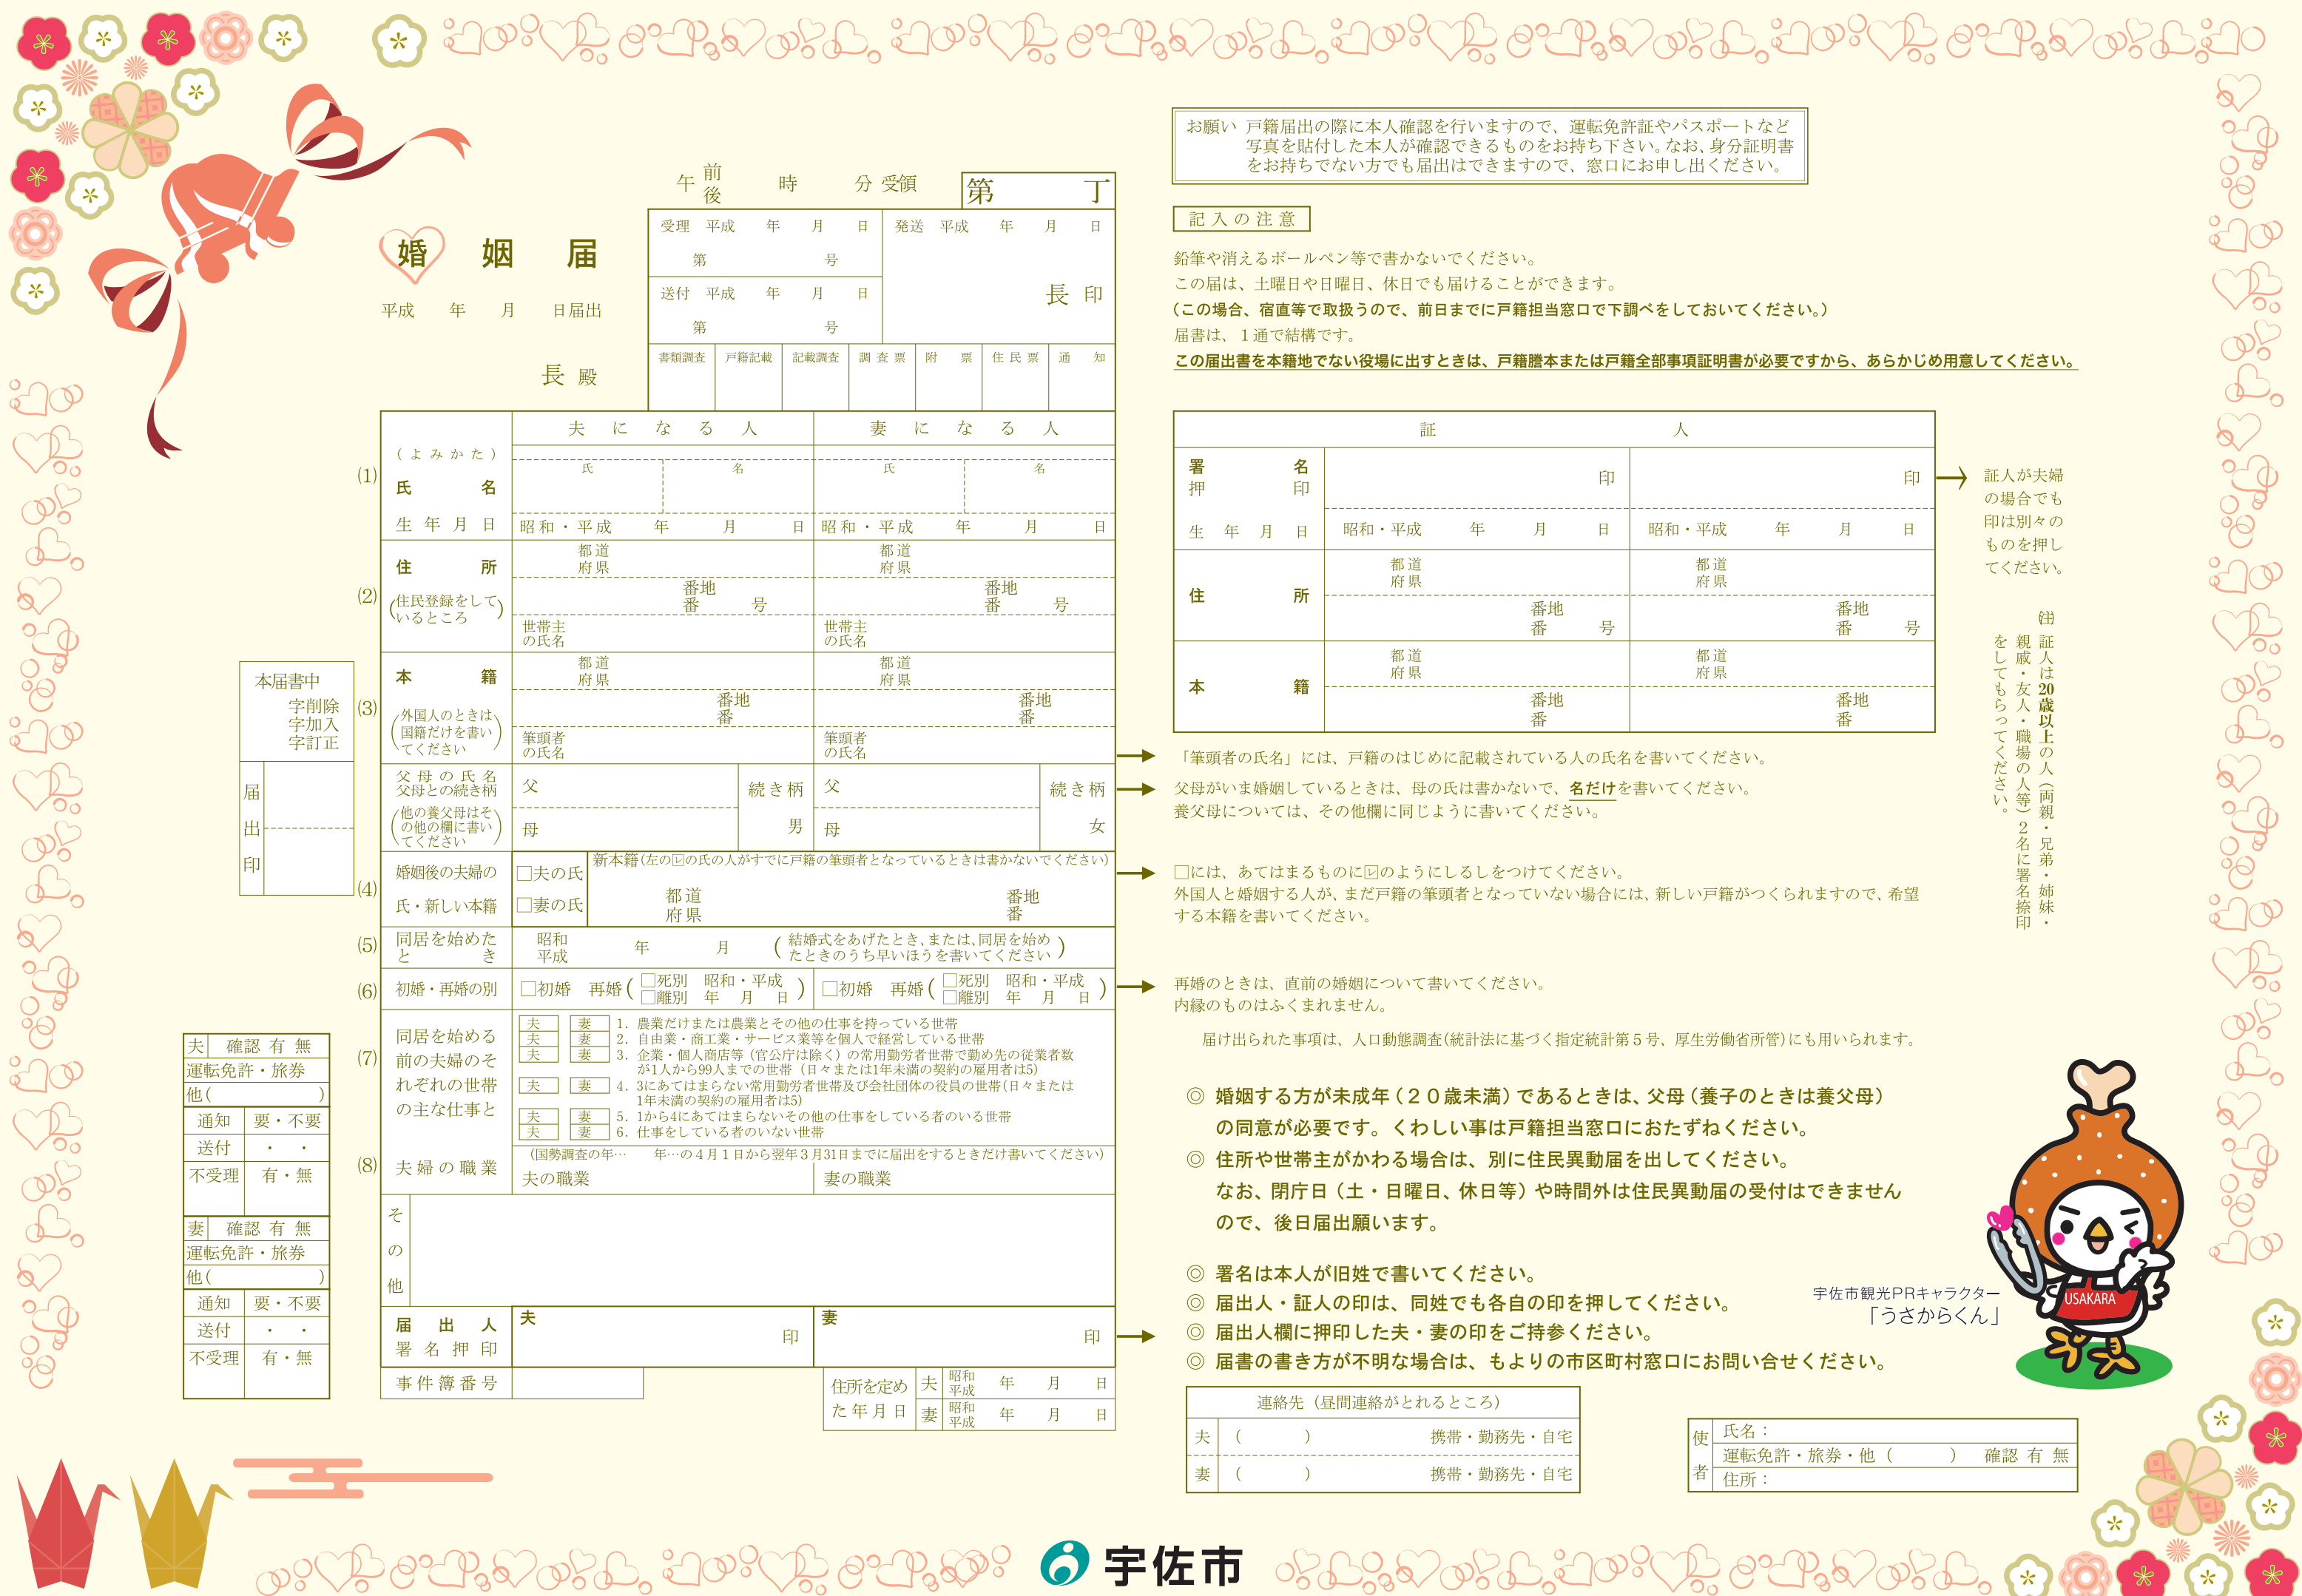 お願い 戸籍届出の際に本人確認を行いますので、運転免許証やパスポートなど
写真を貼付した本人が確認できるものをお持ち下さい。なお、身分証明書
をお持ちでない方でも届出はできますので、窓口にお申し出ください。
午 前 後 時 分 受領
第 丁
婚 姻 届
平成 年 月 日届出
長 殿
受理 平成 年 月 日
第 号
送付 平成 年 月 日
第 号
発送 平成 年 月 日
長 印
書類調査 戸籍記載 記載調査 調査票 附 票 住民票 通 知
夫 に な る 人 妻 に な る 人
(1)
(よみかた)
氏 名
氏 名 氏 名
生年月日 昭和・平成 年 月 日 昭和・平成 年 月 日
(2)
住 所
(住民登録をして
いるところ)
都道 都道
府県 府県
番地 番地
番 号 番 号
世帯主 世帯主
の氏名 の氏名
(3)
本 籍
(外国人のときは
国籍だけを書い
てください)
都道 都道
府県 府県
番地 番地
番 番
筆頭者 筆頭者
の氏名 の氏名
父母の氏名
父母との続き柄
(他の養父母はそ
の他の欄に書い
てください)
父 続き柄 父 続き柄
母 男 母 女
(4)
婚姻後の夫婦の
氏・新しい本籍
□夫の氏
□妻の氏
新本籍(左の☑の氏の人がすでに戸籍の筆頭者となっているときは書かないでください)
都道 番地
府県 番
(5)
同居を始めた
と き
昭和
平成 年 月
(結婚式をあげたとき、または、同居を始め
たときのうち早いほうを書いてください)
(6)
初婚・再婚の別
□初婚 再婚(□死別 昭和・平成 □離別 年 月 日)
□初婚 再婚(□死別 昭和・平成 □離別 年 月 日)
(7)
同居を始める
前の夫婦のそ
れぞれの世帯
の主な仕事と
夫 妻 1. 農業だけまたは農業とその他の仕事を持っている世帯
夫 妻 2. 自由業・商工業・サービス業等を個人で経営している世帯
夫 妻 3. 企業・個人商店等(官公庁は除く)の常用勤労者世帯で勤め先の従業者数
が1人から99人までの世帯(日々または1年未満の契約の雇用者は5)
夫 妻 4. 3にあてはまらない常用勤労者世帯及び会社団体の役員の世帯(日々または
1年未満の契約の雇用者は5)
夫 妻 5. 1から4にあてはまらないその他の仕事をしている者のいる世帯
夫 妻 6. 仕事をしている者のいない世帯
(8)
夫婦の職業
(国勢調査の年… 年…の4月1日から翌年3月31日までに届出をするときだけ書いてください)
夫の職業 妻の職業
その他
届出人
署名押印
夫 印 妻 印
事件簿番号
住所を定め
た年月日
夫 昭和 平成 年 月 日
妻 昭和 平成 年 月 日
本届書中
字削除
字加入
字訂正
届出印
夫 確認 有 無
運転免許・旅券
他( )
通知 要・不要
送付 ・ ・
不受理 有・無
妻 確認 有 無
運転免許・旅券
他( )
通知 要・不要
送付 ・ ・
不受理 有・無
記入の注意
鉛筆や消えるボールペン等で書かないでください。
この届は、土曜日や日曜日、休日でも届けることができます。
(この場合、宿直等で取扱うので、前日までに戸籍担当窓口で下調べをしておいてください。)
届書は、1通で結構です。
この届出書を本籍地でない役場に出すときは、戸籍謄本または戸籍全部事項証明書が必要ですから、あらかじめ用意してください。
証 人
署 名
押 印
印 印
生年月日 昭和・平成 年 月 日 昭和・平成 年 月 日
住 所
都道 都道
府県 府県
番地 番地
番 号 番 号
本 籍
都道 都道
府県 府県
番地 番地
番 番
証人が夫婦
の場合でも
印は別々の
ものを押し
てください。
㊟ 証人は20歳以上の人(両親・兄弟・姉妹・
親戚・友人・職場の人等)2名に署名捺印
をしてもらってください。
「筆頭者の氏名」には、戸籍のはじめに記載されている人の氏名を書いてください。
父母がいま婚姻しているときは、母の氏は書かないで、名だけを書いてください。
養父母については、その他欄に同じように書いてください。
□には、あてはまるものに☑のようにしるしをつけてください。
外国人と婚姻する人が、まだ戸籍の筆頭者となっていない場合には、新しい戸籍がつくられますので、希望
する本籍を書いてください。
再婚のときは、直前の婚姻について書いてください。
内縁のものはふくまれません。
届け出られた事項は、人口動態調査(統計法に基づく指定統計第5号、厚生労働省所管)にも用いられます。
◎ 婚姻する方が未成年(20歳未満)であるときは、父母(養子のときは養父母)
の同意が必要です。くわしい事は戸籍担当窓口におたずねください。
◎ 住所や世帯主がかわる場合は、別に住民異動届を出してください。
なお、閉庁日(土・日曜日、休日等)や時間外は住民異動届の受付はできません
ので、後日届出願います。
◎ 署名は本人が旧姓で書いてください。
◎ 届出人・証人の印は、同姓でも各自の印を押してください。
◎ 届出人欄に押印した夫・妻の印をご持参ください。
◎ 届書の書き方が不明な場合は、もよりの市区町村窓口にお問い合せください。
宇佐市観光PRキャラクター
「うさからくん」
USAKARA
連絡先(昼間連絡がとれるところ)
夫 ( ) 携帯・勤務先・自宅
妻 ( ) 携帯・勤務先・自宅
使者
氏名:
運転免許・旅券・他( ) 確認 有 無
住所:
宇佐市